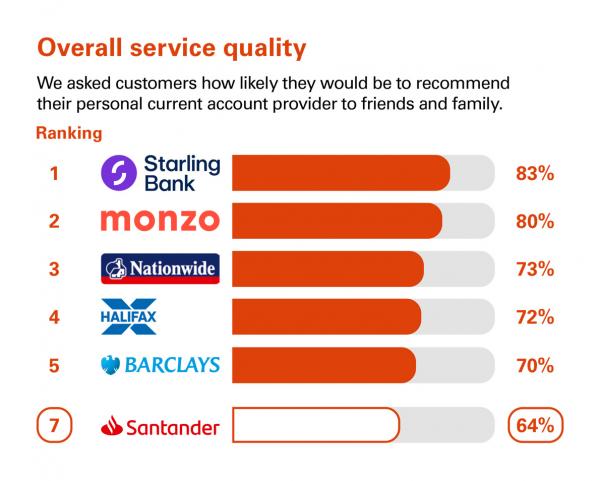 Overall service quality
We asked customers how likely they would be to recommend
their personal current account provider to friends and family.
Ranking
1 Starling Bank 83%
2 monzo 80%
3 Nationwide 73%
4 HALIFAX 72%
5 BARCLAYS 70%
7 Santander 64%